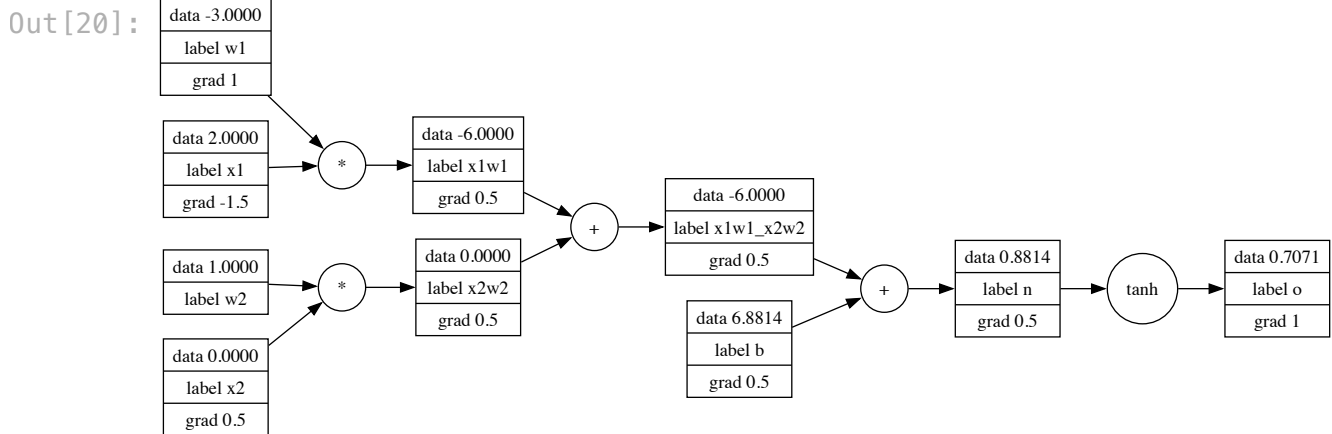 Out[20]:
data -3.0000
label w1
grad 1
data 2.0000
label x1
grad -1.5
*
data -6.0000
label x1w1
grad 0.5
data 1.0000
label w2
data 0.0000
label x2
grad 0.5
*
data 0.0000
label x2w2
grad 0.5
+
data -6.0000
label x1w1_x2w2
grad 0.5
data 6.8814
label b
grad 0.5
+
data 0.8814
label n
grad 0.5
tanh
data 0.7071
label o
grad 1